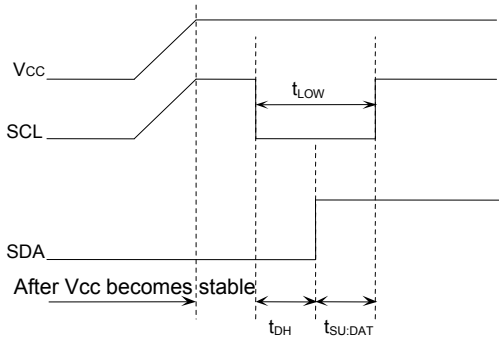 VCC
tLOW
SCL
SDA
After Vcc becomes stable
tDH
tSU:DAT